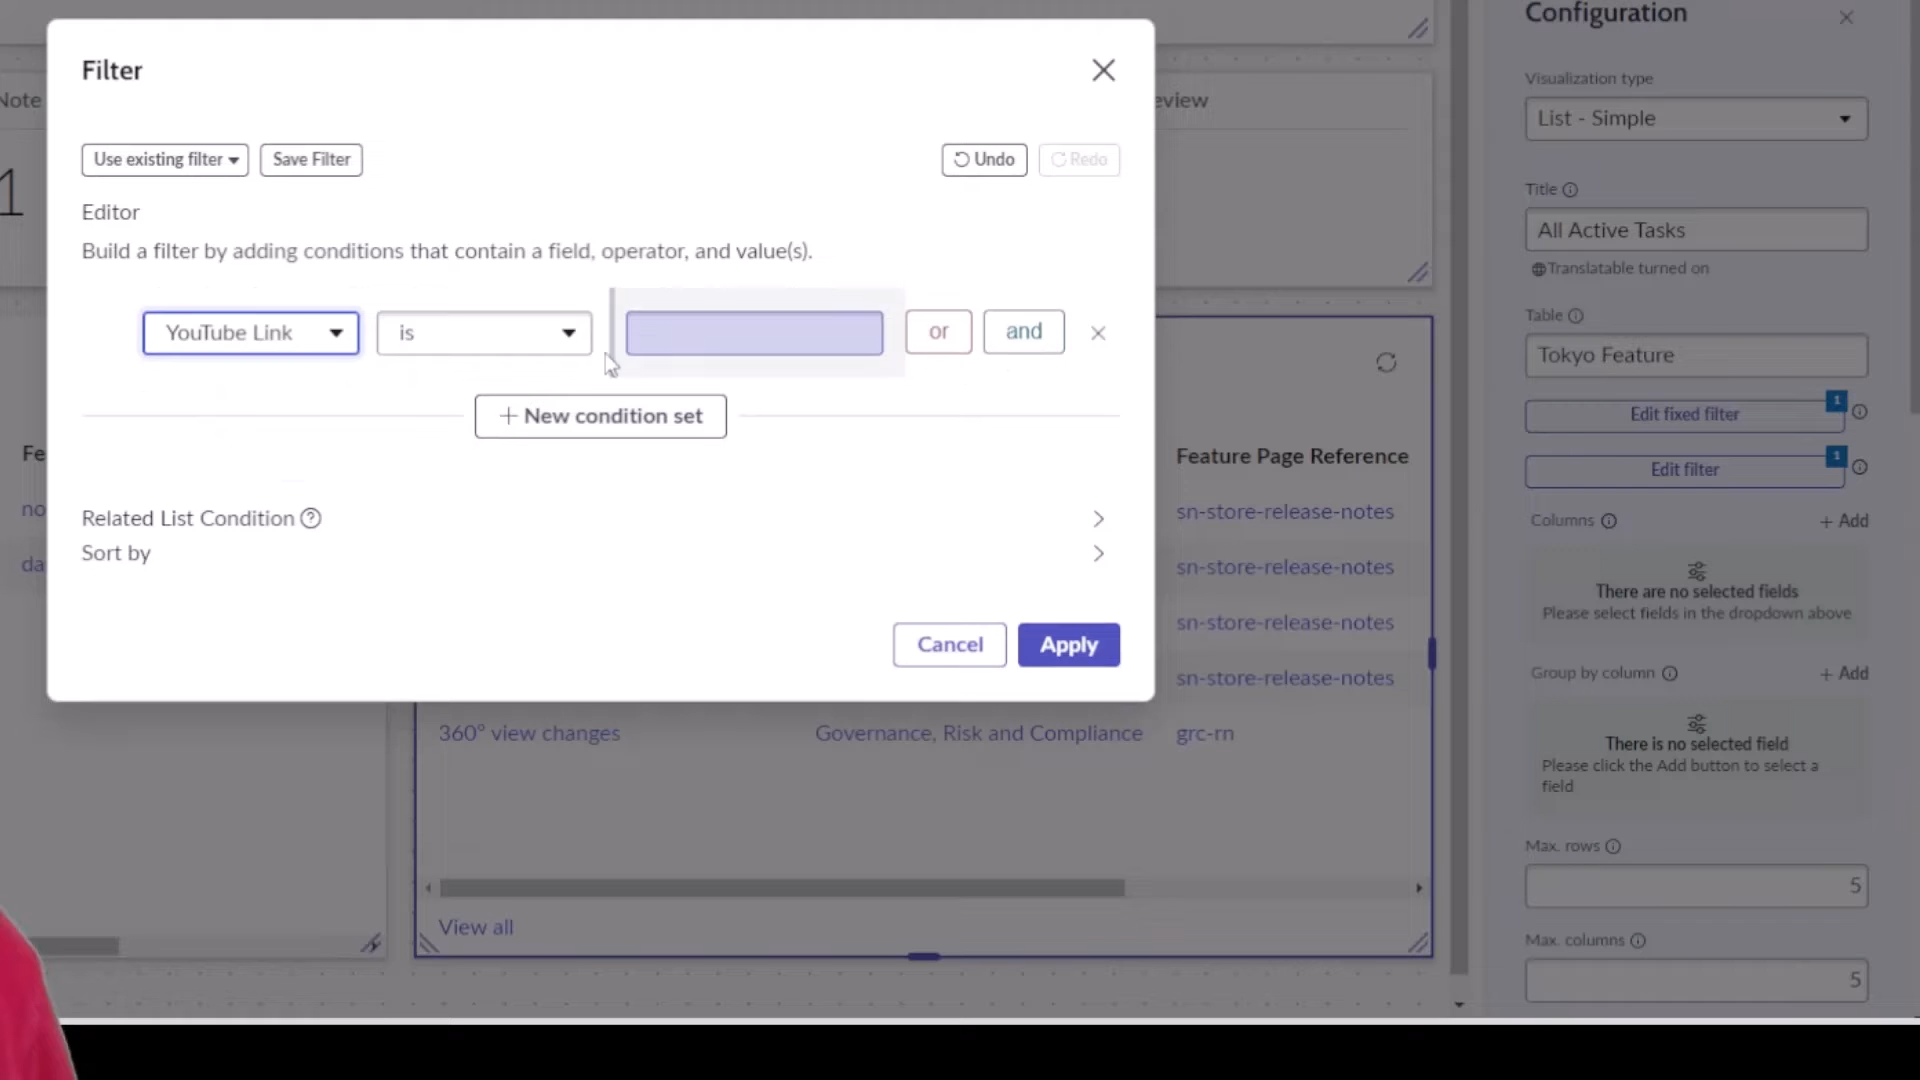 Filter
Use existing filter
Save Filter
Undo
Redo
Editor
Build a filter by adding conditions that contain a field, operator, and value(s).
YouTube Link
is
or
and
+ New condition set
Related List Condition
Sort by
Cancel
Apply
Note
1
eview
Fe
no
da
Feature Page Reference
sn-store-release-notes
sn-store-release-notes
sn-store-release-notes
sn-store-release-notes
360° view changes
Governance, Risk and Compliance
grc-rn
View all
Configuration
Visualization type
List - Simple
Title
All Active Tasks
Translatable turned on
Table
Tokyo Feature
Edit fixed filter
1
Edit filter
1
Columns
+ Add
There are no selected fields
Please select fields in the dropdown above
Group by column
+ Add
There is no selected field
Please click the Add button to select a
field
Max. rows
5
Max. columns
5